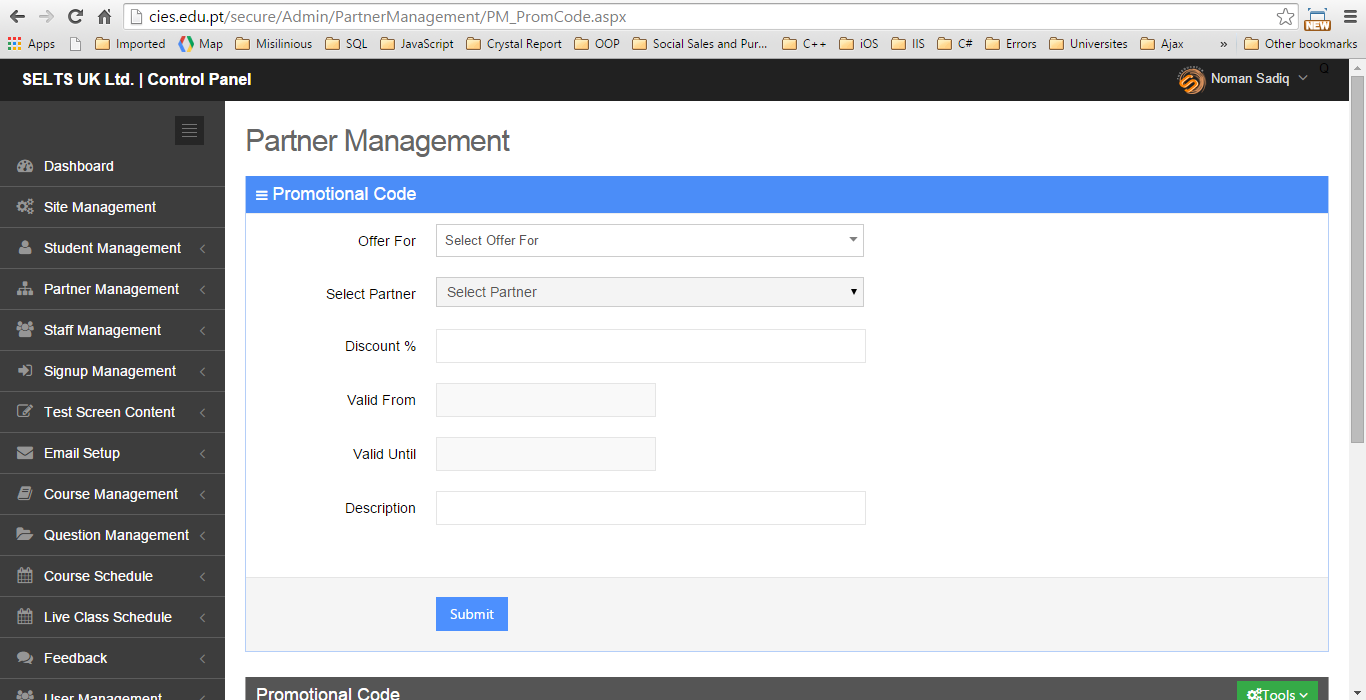 cies.edu.pt/secure/Admin/PartnerManagement/PM_PromCode.aspx
NEW
Apps Imported Map Misilinious SQL JavaScript Crystal Report OOP Social Sales and Pur... C++ iOS IIS C# Errors Universites Ajax » Other bookmarks
SELTS UK Ltd. | Control Panel
Noman Sadiq
Q
Dashboard
Site Management
Student Management
Partner Management
Staff Management
Signup Management
Test Screen Content
Email Setup
Course Management
Question Management
Course Schedule
Live Class Schedule
Feedback
User Management
Partner Management
Promotional Code
Offer For Select Offer For
Select Partner Select Partner
Discount %
Valid From
Valid Until
Description
Submit
Promotional Code
Tools